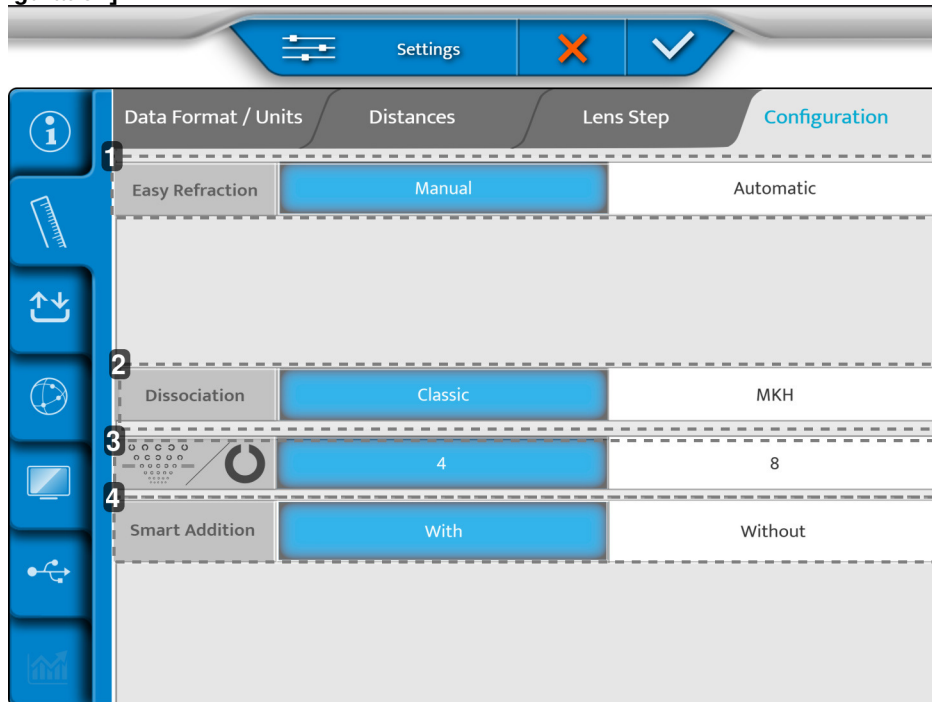 Settings
Data Format / Units Distances Lens Step Configuration
1
Easy Refraction Manual Automatic
2
Dissociation Classic MKH
3
4 8
4
Smart Addition With Without